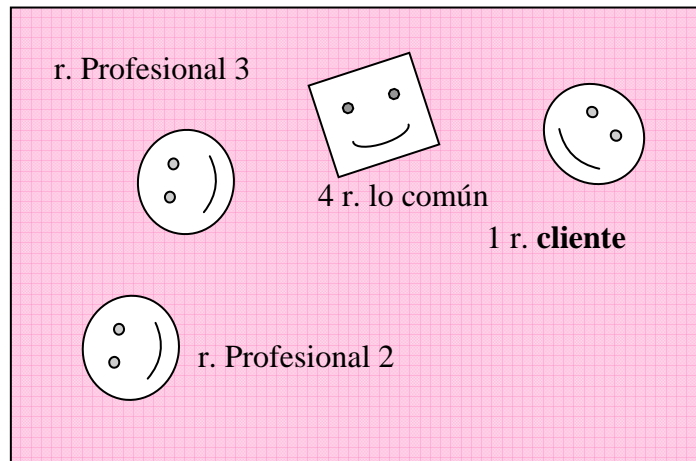 r. Profesional 3
4 r. lo común
1 r. cliente
r. Profesional 2